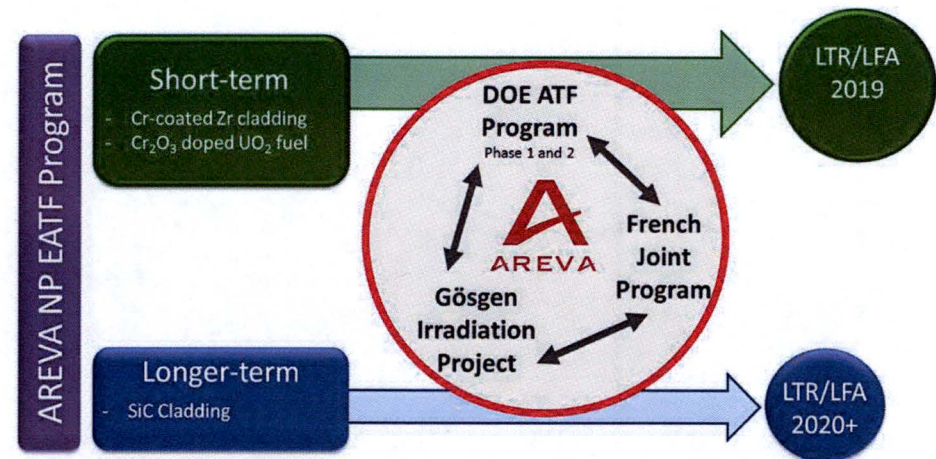 AREVA NP EATF Program
Short-term
- Cr-coated Zr cladding
- Cr₂O₃ doped UO₂ fuel
LTR/LFA
2019
DOE ATF
Program
Phase 1 and 2
AREVA
French
Joint
Program
Gösgen
Irradiation
Project
Longer-term
- SiC Cladding
LTR/LFA
2020+